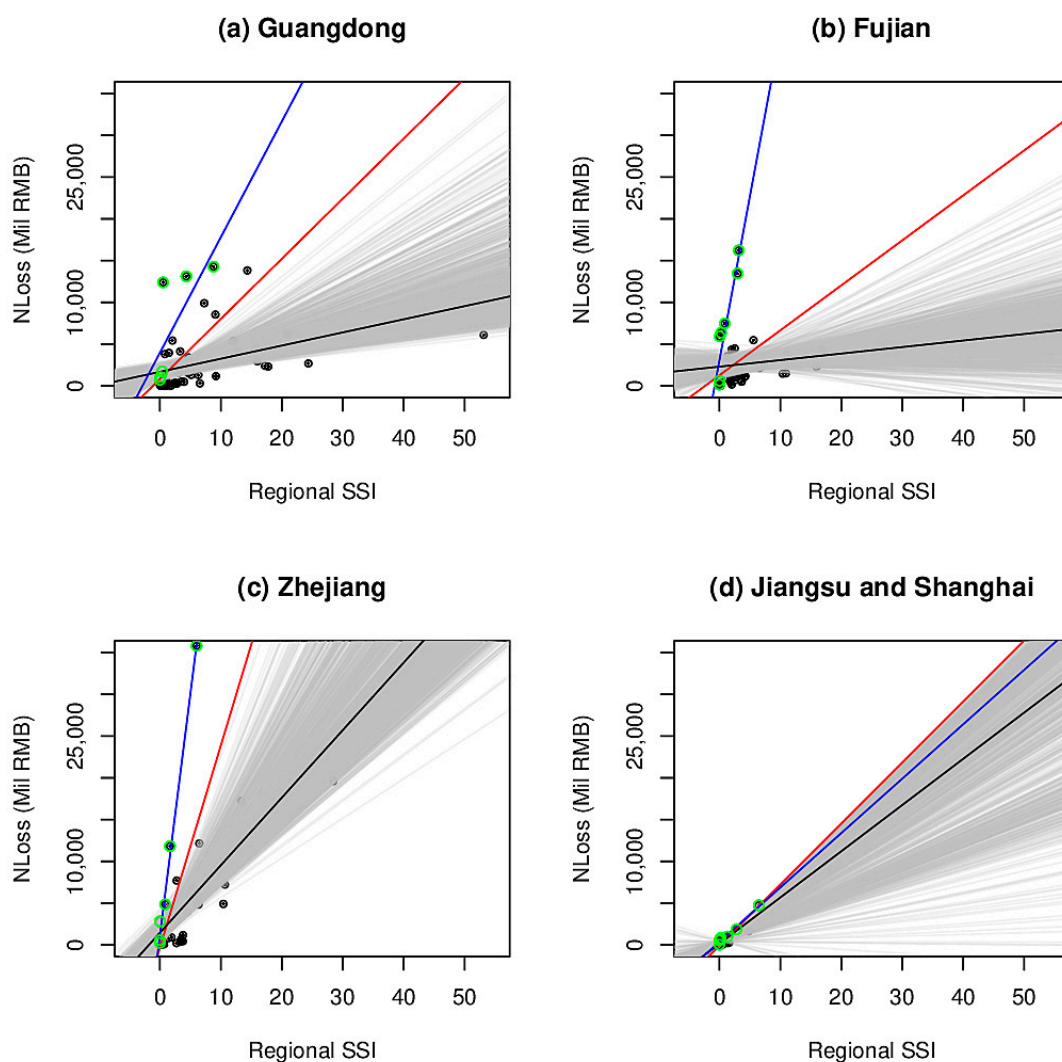 (a) Guangdong
NLoss (Mil RMB)
25,000
10,000
0
0 10 20 30 40 50
Regional SSI
(b) Fujian
NLoss (Mil RMB)
25,000
10,000
0
0 10 20 30 40 50
Regional SSI
(c) Zhejiang
NLoss (Mil RMB)
25,000
10,000
0
0 10 20 30 40 50
Regional SSI
(d) Jiangsu and Shanghai
NLoss (Mil RMB)
25,000
10,000
0
0 10 20 30 40 50
Regional SSI